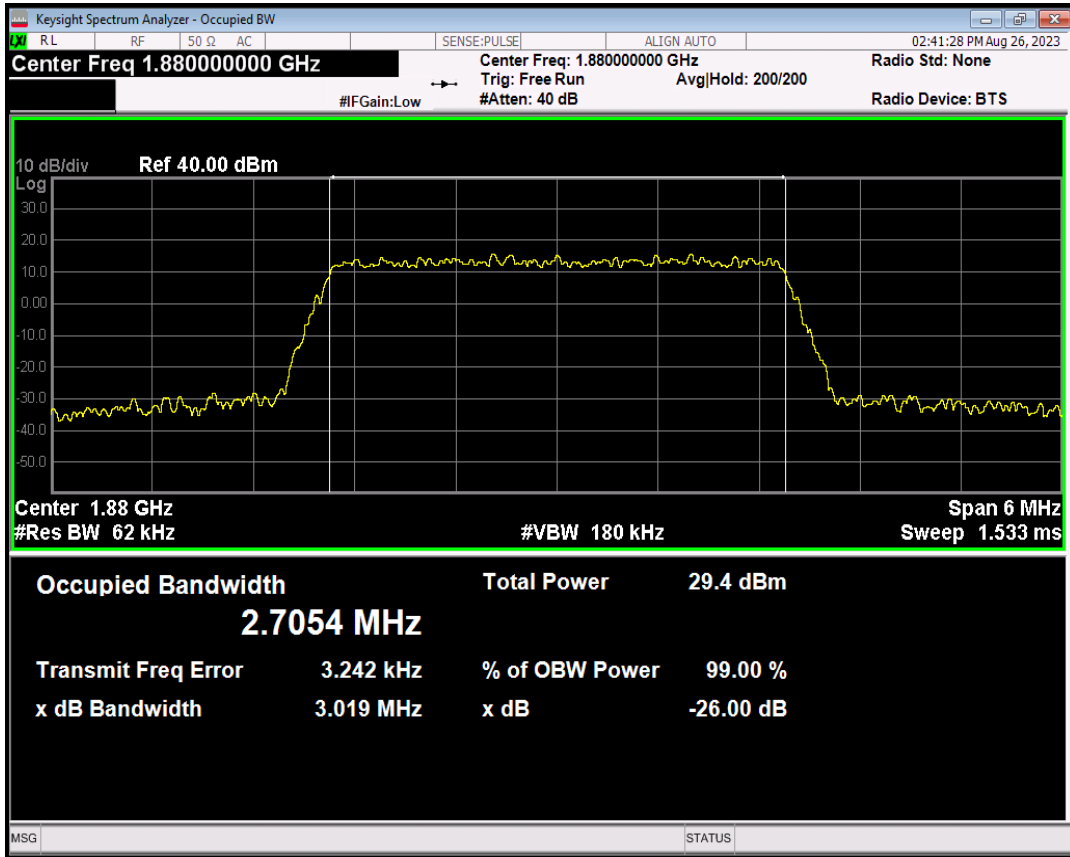 Keysight Spectrum Analyzer - Occupied BW
LXI RL RF 50 Ω AC SENSE:PULSE ALIGN AUTO 02:41:28 PM Aug 26, 2023
Center Freq 1.880000000 GHz Center Freq: 1.880000000 GHz Radio Std: None
Trig: Free Run Avg|Hold: 200/200
#IFGain:Low #Atten: 40 dB Radio Device: BTS
10 dB/div Ref 40.00 dBm
Log
30.0
20.0
10.0
0.00
-10.0
-20.0
-30.0
-40.0
-50.0
Center 1.88 GHz Span 6 MHz
#Res BW 62 kHz #VBW 180 kHz Sweep 1.533 ms
Occupied Bandwidth Total Power 29.4 dBm
2.7054 MHz
Transmit Freq Error 3.242 kHz % of OBW Power 99.00 %
x dB Bandwidth 3.019 MHz x dB -26.00 dB
MSG STATUS